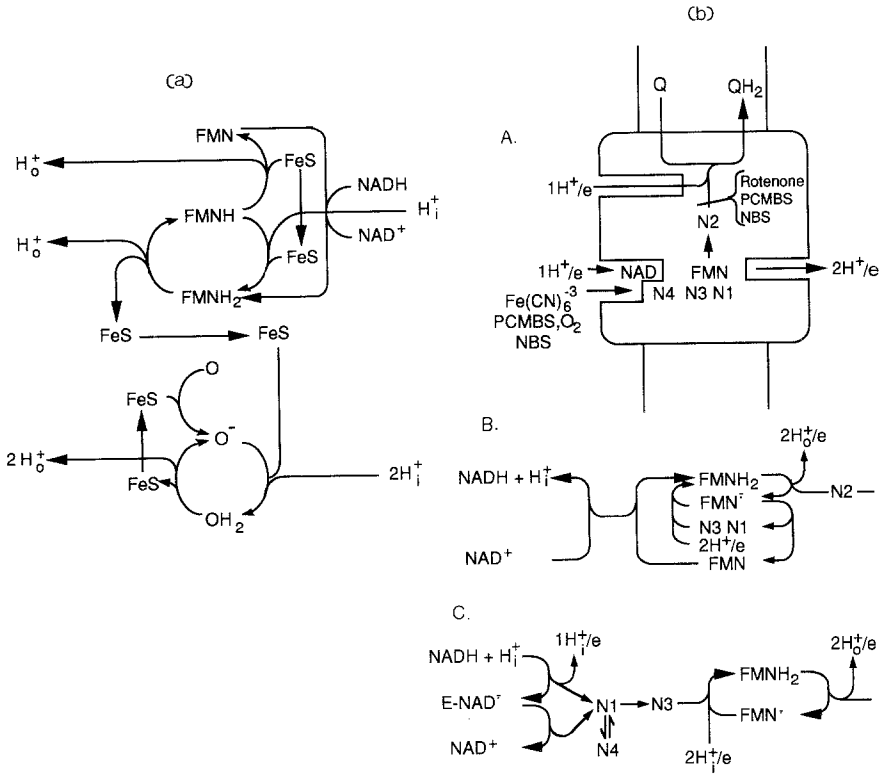 (a)
FMN
H+o
FeS
NADH
H+i
FMNH
NAD+
H+o
FeS
FMNH2
FeS
FeS
O
FeS
O-
2H+o
FeS
2H+i
OH2
(b)
A.
Q
QH2
1H+/e
Rotenone
PCMBS
NBS
N2
1H+/e
NAD
FMN
2H+/e
N4
N3 N1
Fe(CN)6-3
PCMBS,O2
NBS
B.
2H+o/e
NADH + H+i
FMNH2
FMN-
N2
N3 N1
2H+/e
NAD+
FMN
C.
1H+i/e
2H+o/e
NADH + H+i
FMNH2
E-NAD-
N1
N3
FMN-
NAD+
N4
2H+i/e